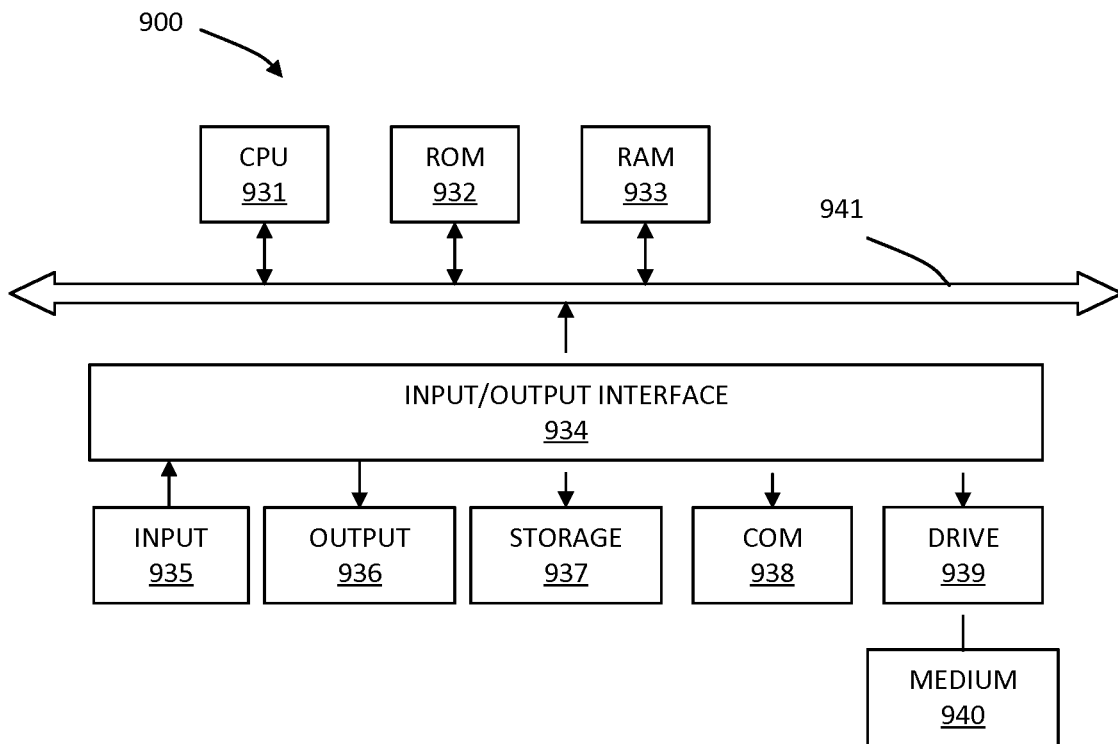 900
CPU
931
ROM
932
RAM
933
941
INPUT/OUTPUT INTERFACE
934
INPUT
935
OUTPUT
936
STORAGE
937
COM
938
DRIVE
939
MEDIUM
940